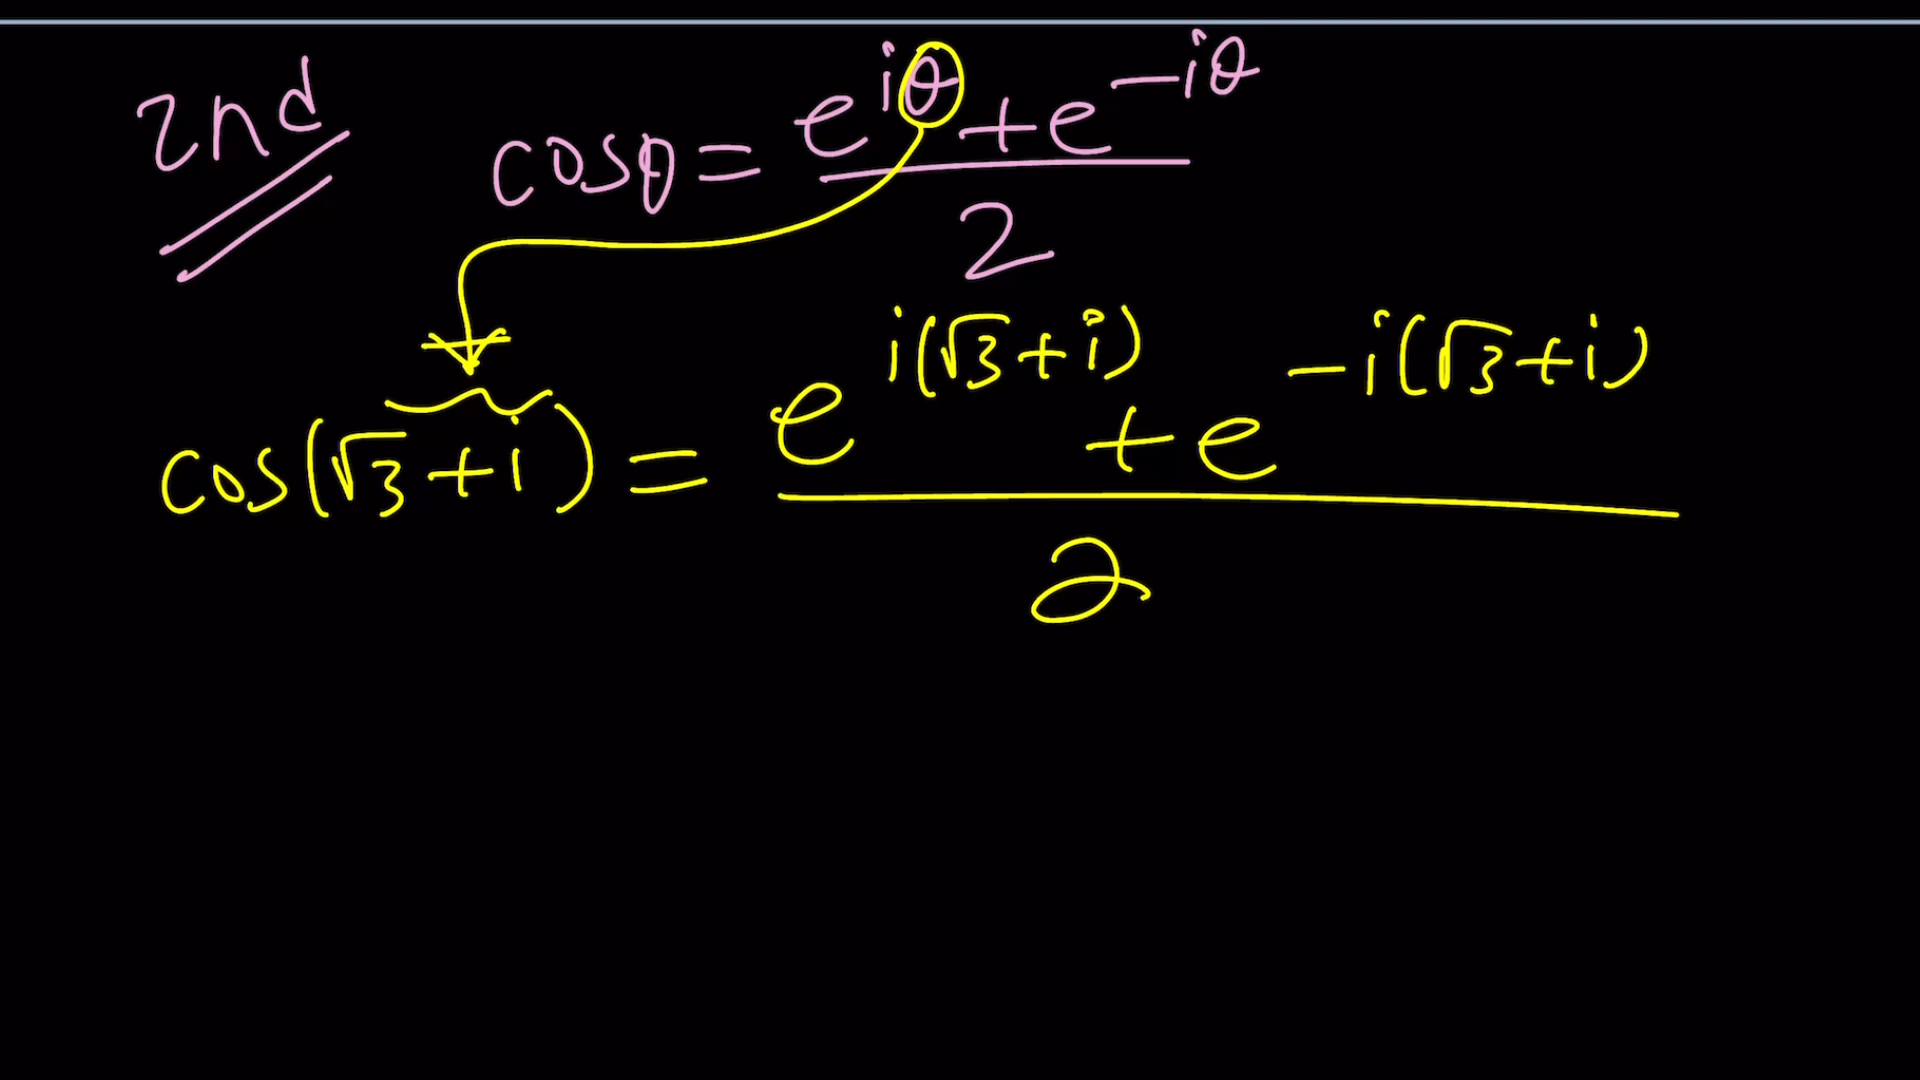 2nd
cosθ = (e^{iθ} + e^{-iθ})/2
cos(√3+i) = (e^{i(√3+i)} + e^{-i(√3+i)})/2